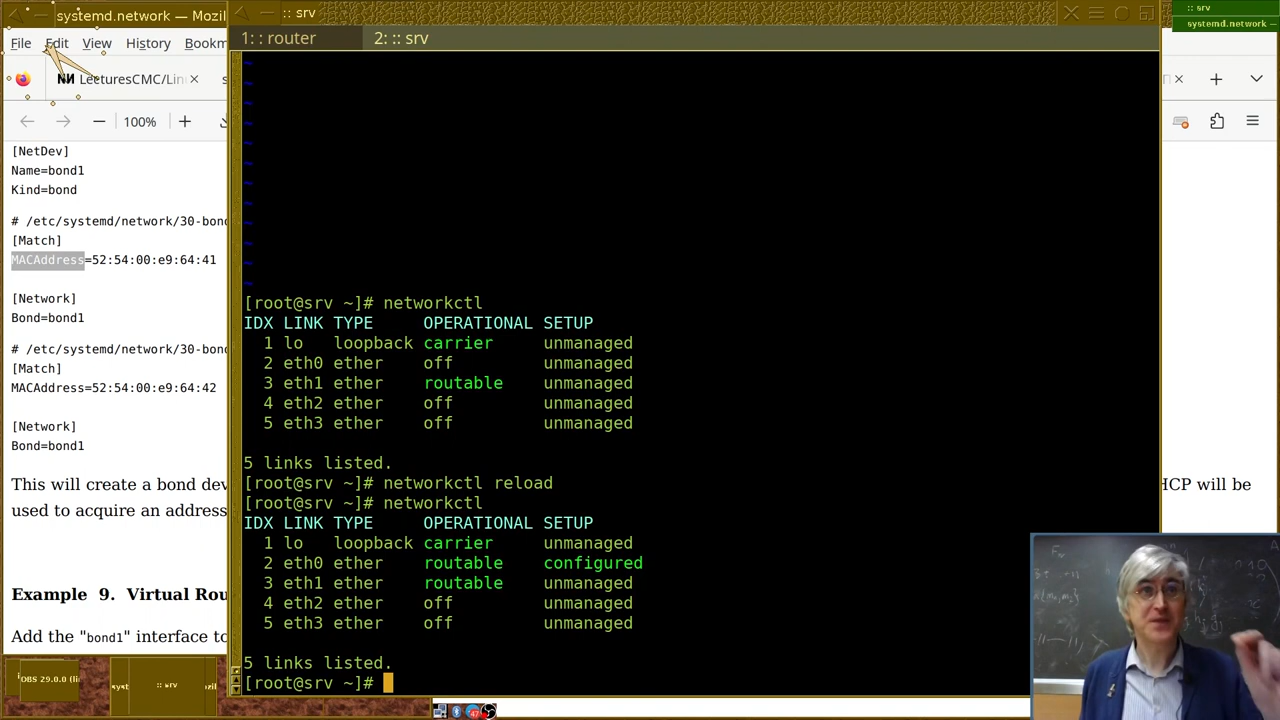 systemd.network — Mozil
:: srv
:: srv
systemd.network —
File Edit View History Bookm
1: : router
2: :: srv
LecturesCMC/Lin
100%
[NetDev]
Name=bond1
Kind=bond
# /etc/systemd/network/30-bond
[Match]
MACAddress=52:54:00:e9:64:41
[Network]
Bond=bond1
# /etc/systemd/network/30-bond
[Match]
MACAddress=52:54:00:e9:64:42
[Network]
Bond=bond1
This will create a bond dev
HCP will be
used to acquire an address
Example 9. Virtual Rou
Add the "bond1" interface to
~
~
~
~
~
~
~
~
~
~
~
~
[root@srv ~]# networkctl
IDX LINK TYPE OPERATIONAL SETUP
1 lo loopback carrier unmanaged
2 eth0 ether off unmanaged
3 eth1 ether routable unmanaged
4 eth2 ether off unmanaged
5 eth3 ether off unmanaged
5 links listed.
[root@srv ~]# networkctl reload
[root@srv ~]# networkctl
IDX LINK TYPE OPERATIONAL SETUP
1 lo loopback carrier unmanaged
2 eth0 ether routable configured
3 eth1 ether routable unmanaged
4 eth2 ether off unmanaged
5 eth3 ether off unmanaged
5 links listed.
[root@srv ~]#
OBS 29.0.0 (li
syst
:: srv
ozil
47